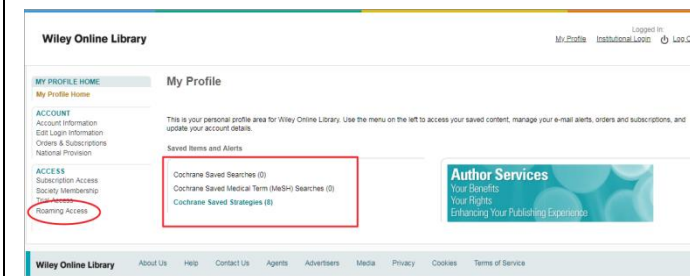 Logged in:
Wiley Online Library
My Profile Institutional Login Log O
MY PROFILE HOME
My Profile Home
ACCOUNT
Account Information
Edit Login Information
Orders & Subscriptions
National Provision
ACCESS
Subscription Access
Society Membership
Trial Access
Roaming Access
My Profile
This is your personal profile area for Wiley Online Library. Use the menu on the left to access your saved content, manage your e-mail alerts, orders and subscriptions, and
update your account details.
Saved Items and Alerts
Cochrane Saved Searches (0)
Cochrane Saved Medical Term (MeSH) Searches (0)
Cochrane Saved Strategies (8)
Author Services
Your Benefits
Your Rights
Enhancing Your Publishing Experience
Wiley Online Library About Us Help Contact Us Agents Advertisers Media Privacy Cookies Terms of Service